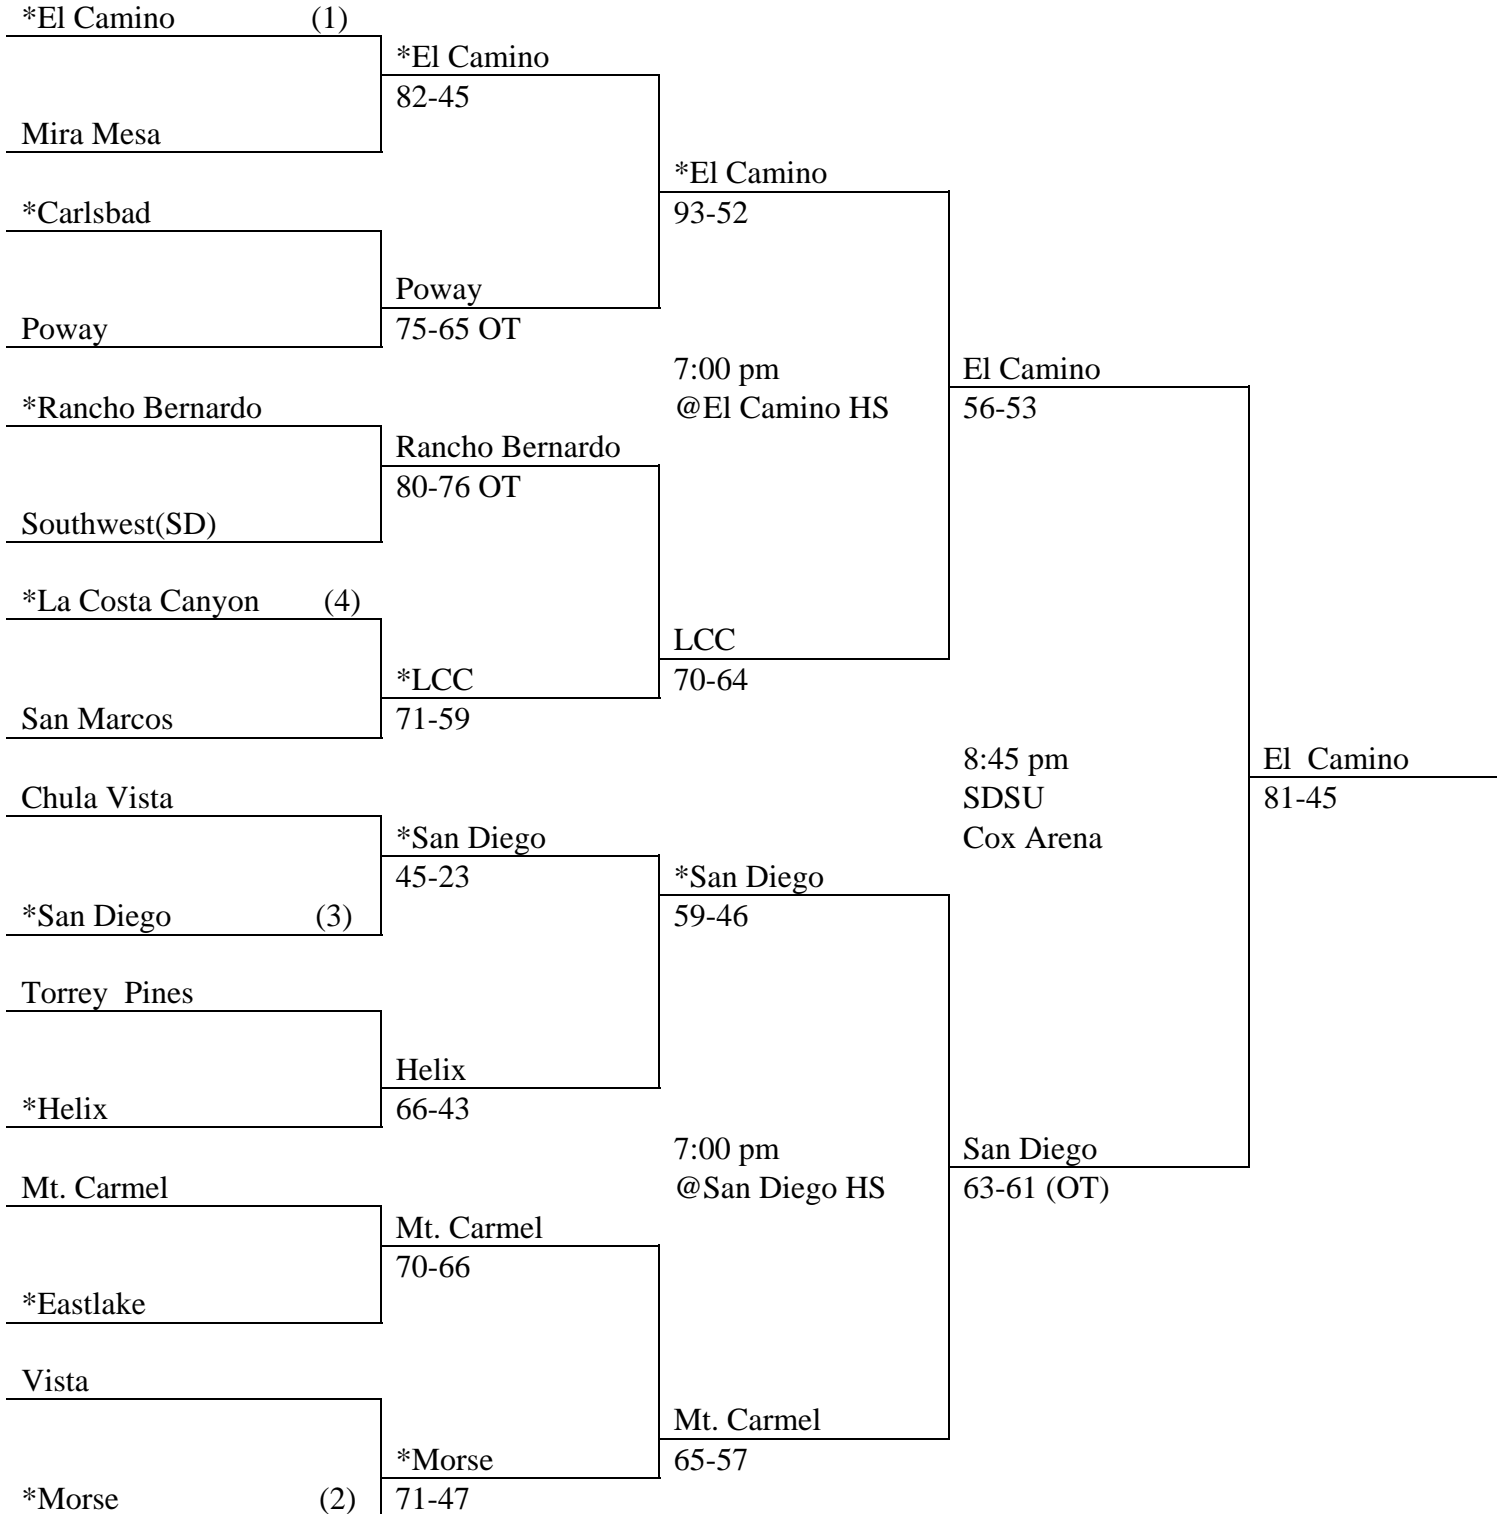 *El Camino (1)
*El Camino
82-45
Mira Mesa
*El Camino
93-52
*Carlsbad
Poway
75-65 OT
Poway
7:00 pm
@El Camino HS
El Camino
56-53
*Rancho Bernardo
Rancho Bernardo
80-76 OT
Southwest(SD)
*La Costa Canyon (4)
LCC
70-64
*LCC
71-59
San Marcos
8:45 pm
SDSU
Cox Arena
El Camino
81-45
Chula Vista
*San Diego
45-23
*San Diego
59-46
*San Diego (3)
Torrey Pines
Helix
66-43
*Helix
7:00 pm
@San Diego HS
San Diego
63-61 (OT)
Mt. Carmel
Mt. Carmel
70-66
*Eastlake
Vista
Mt. Carmel
65-57
*Morse
71-47
*Morse (2)